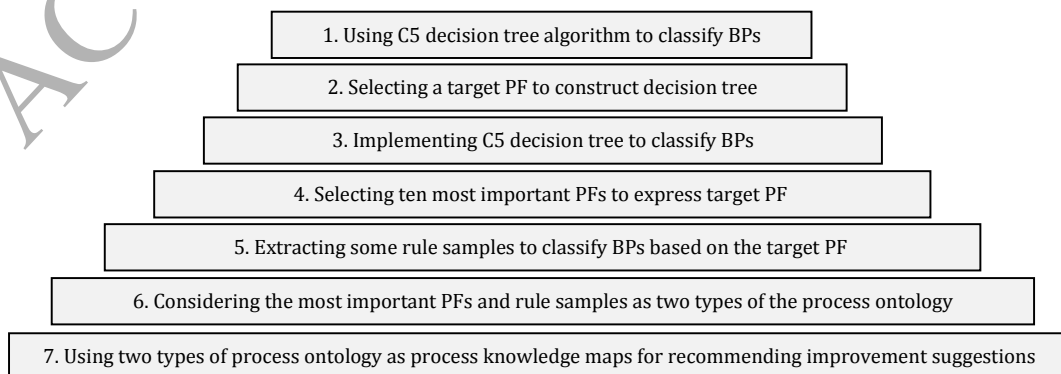 AC
1. Using C5 decision tree algorithm to classify BPs
2. Selecting a target PF to construct decision tree
3. Implementing C5 decision tree to classify BPs
4. Selecting ten most important PFs to express target PF
5. Extracting some rule samples to classify BPs based on the target PF
6. Considering the most important PFs and rule samples as two types of the process ontology
7. Using two types of process ontology as process knowledge maps for recommending improvement suggestions